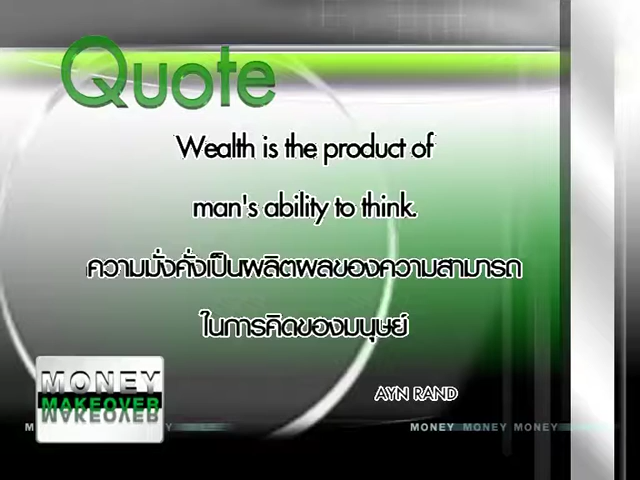 Quote
Wealth is the product of
man's ability to think.
ความมั่งคั่งเป็นผลิตผลของความสามารถ
ในการคิดของมนุษย์
AYN RAND
MONEY
MAKEOVER
MONEY MONEY MONEY